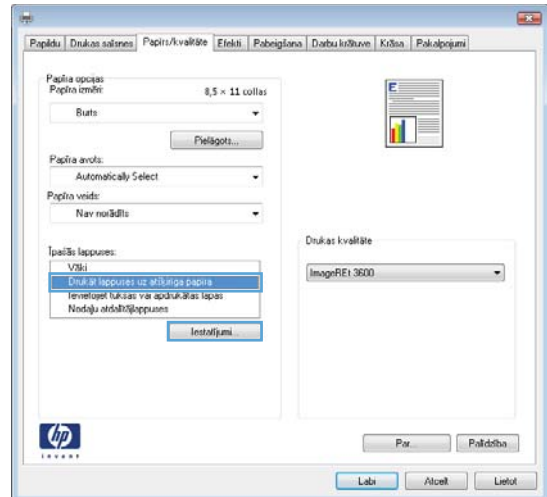 Papildu Drukas saīsnes Papīrs/kvalitāte Efekti Pabeigšana Darbu krātuve Krāsa Pakalpojumi
Papīra opcijas
Papīra izmēri: 8,5 × 11 collas
Burts
Pielāgots...
Papīra avots:
Automatically Select
Papīra veids:
Nav norādīts
Īpašās lappuses:
Vāki
Drukāt lappuses uz atšķirīga papīra
Ievietojiet tukšas vai apdrukātas lapas
Nodaļu atdalītājlappuses
Iestatījumi...
E
Drukas kvalitāte
ImageREt 3600
hp
invent
Par... Palīdzība
Labi Atcelt Lietot